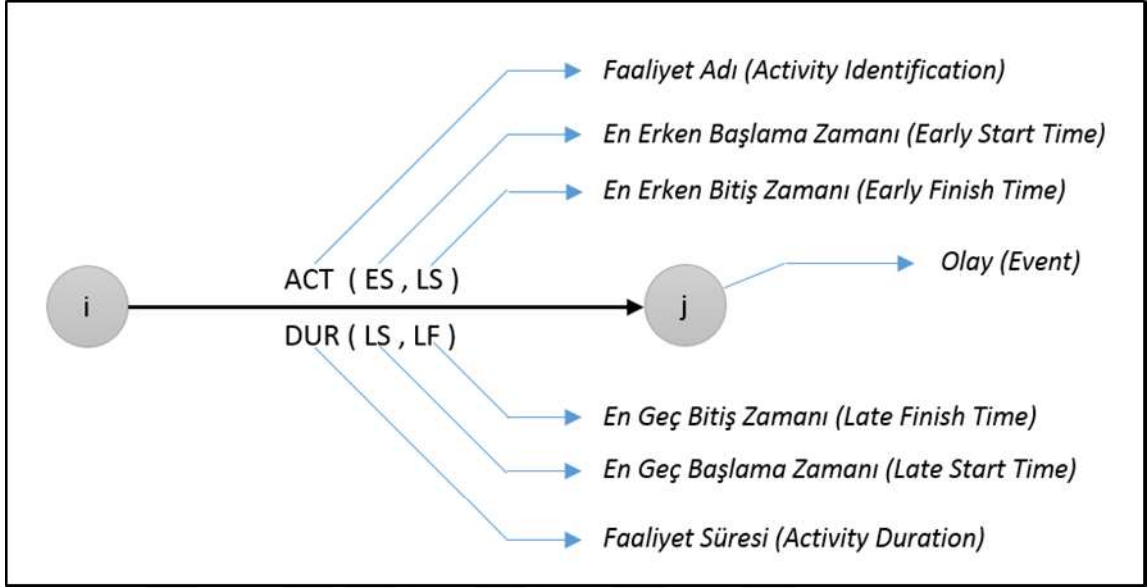 Faaliyet Adı (Activity Identification)
En Erken Başlama Zamanı (Early Start Time)
En Erken Bitiş Zamanı (Early Finish Time)
Olay (Event)
ACT ( ES , LS )
i
j
DUR ( LS , LF )
En Geç Bitiş Zamanı (Late Finish Time)
En Geç Başlama Zamanı (Late Start Time)
Faaliyet Süresi (Activity Duration)